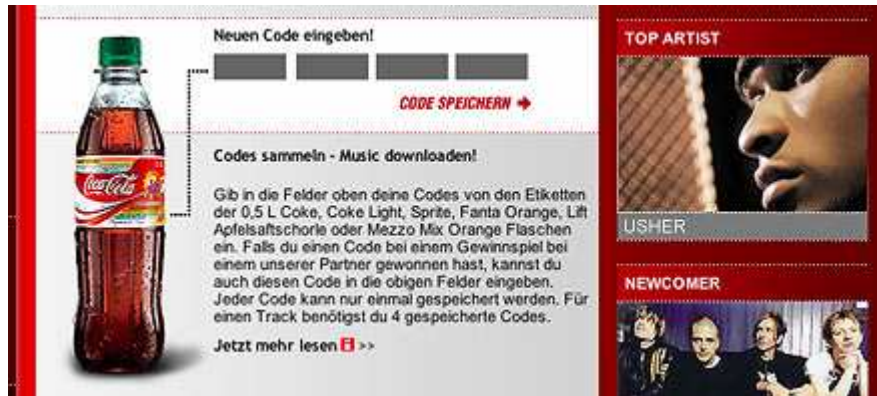 Neuen Code eingeben!
CODE SPEICHERN
Codes sammeln - Music downloaden!
Gib in die Felder oben deine Codes von den Etiketten
der 0,5 L Coke, Coke Light, Sprite, Fanta Orange, Lift
Apfelsaftschorle oder Mezzo Mix Orange Flaschen
ein. Falls du einen Code bei einem Gewinnspiel bei
einem unserer Partner gewonnen hast, kannst du
auch diesen Code in die obigen Felder eingeben.
Jeder Code kann nur einmal gespeichert werden. Für
einen Track benötigst du 4 gespeicherte Codes.
Jetzt mehr lesen >>
Coca-Cola
TOP ARTIST
USHER
NEWCOMER